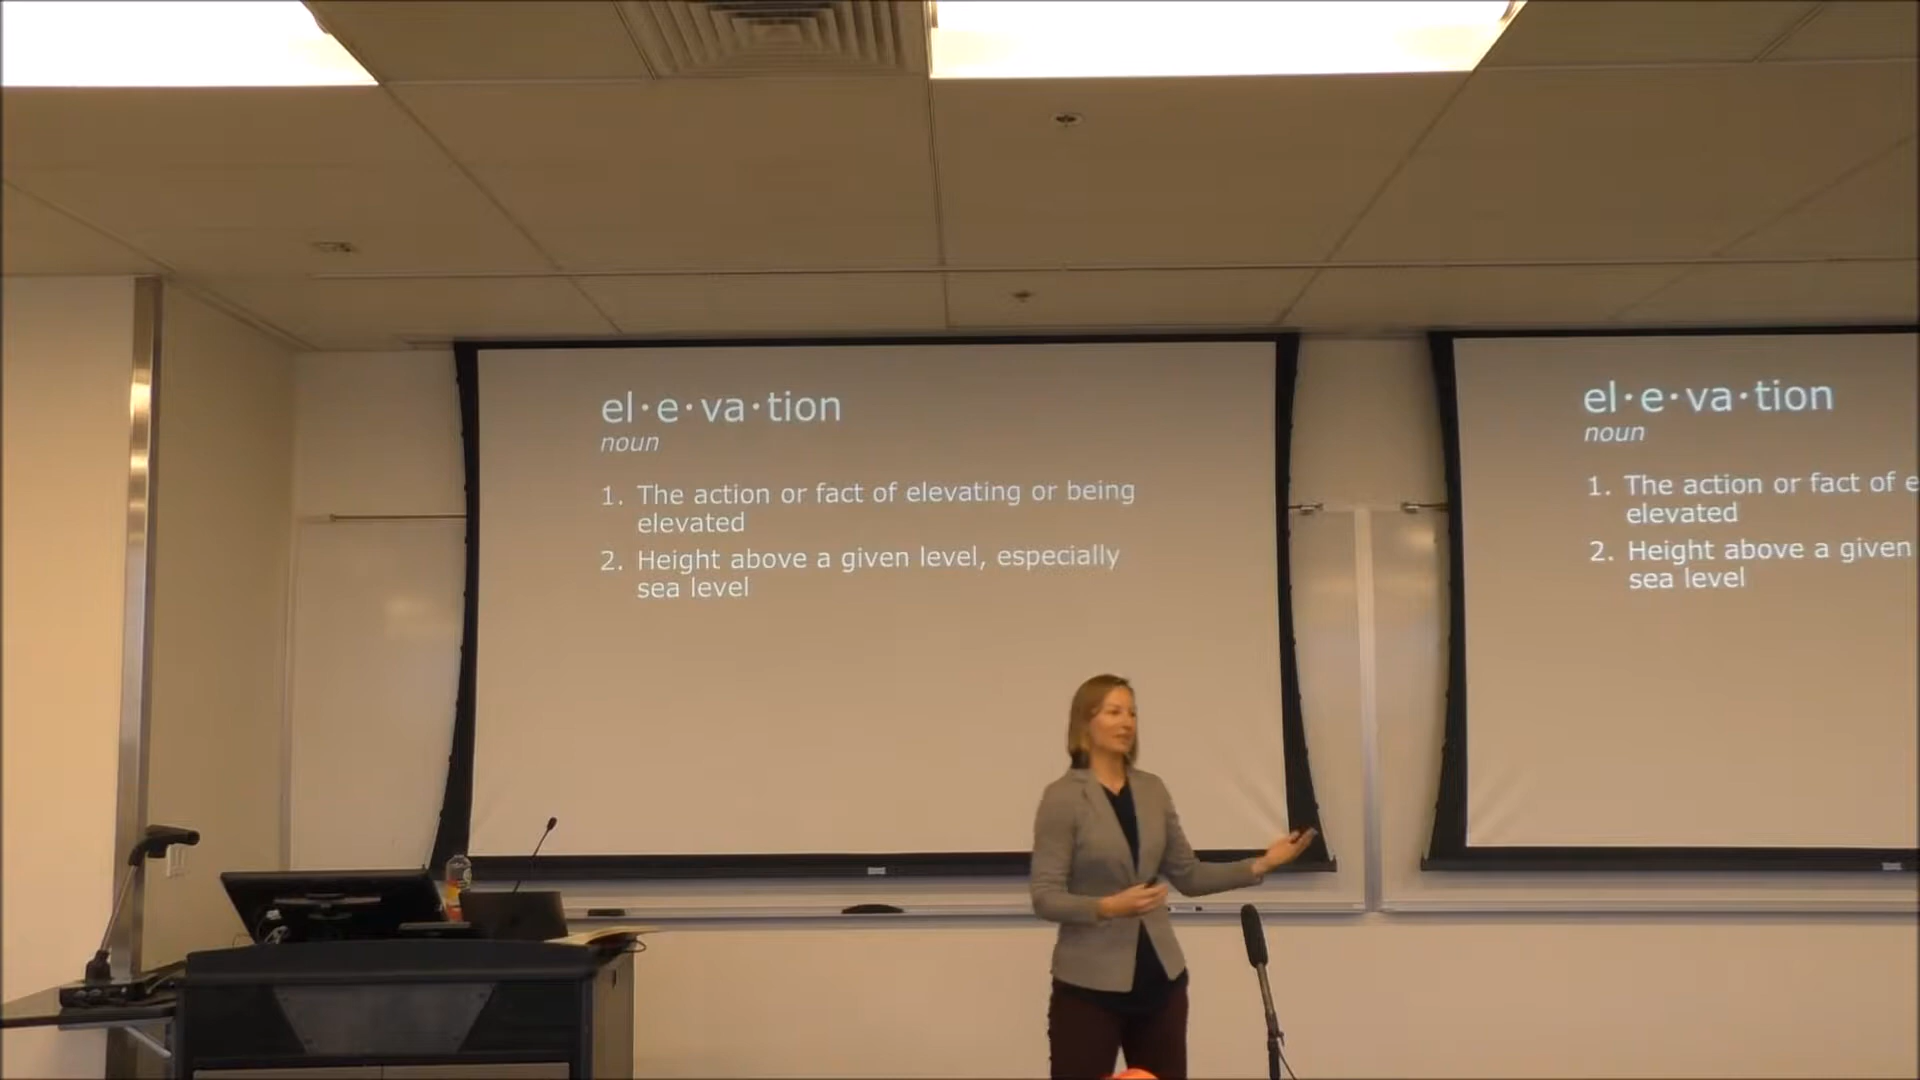 el·e·va·tion
noun
1. The action or fact of elevating or being
elevated
2. Height above a given level, especially
sea level
el·e·va·tion
noun
1. The action or fact of e
elevated
2. Height above a given
sea level